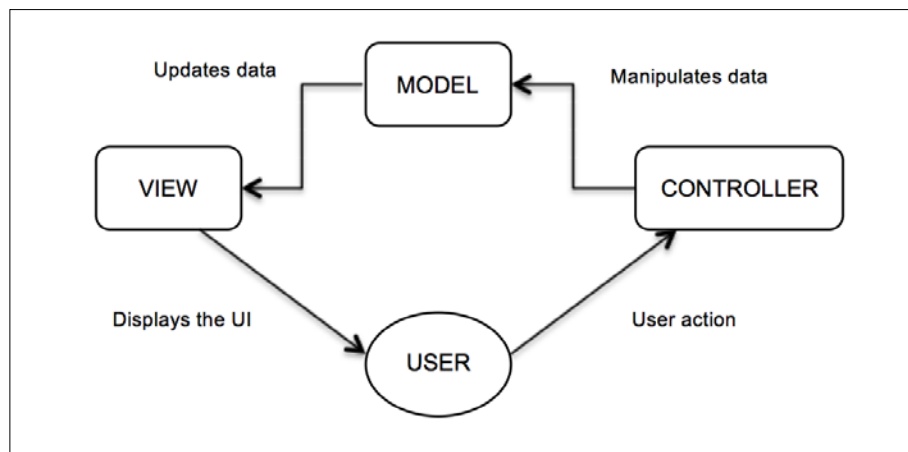 Updates data
MODEL
Manipulates data
VIEW
CONTROLLER
Displays the UI
USER
User action